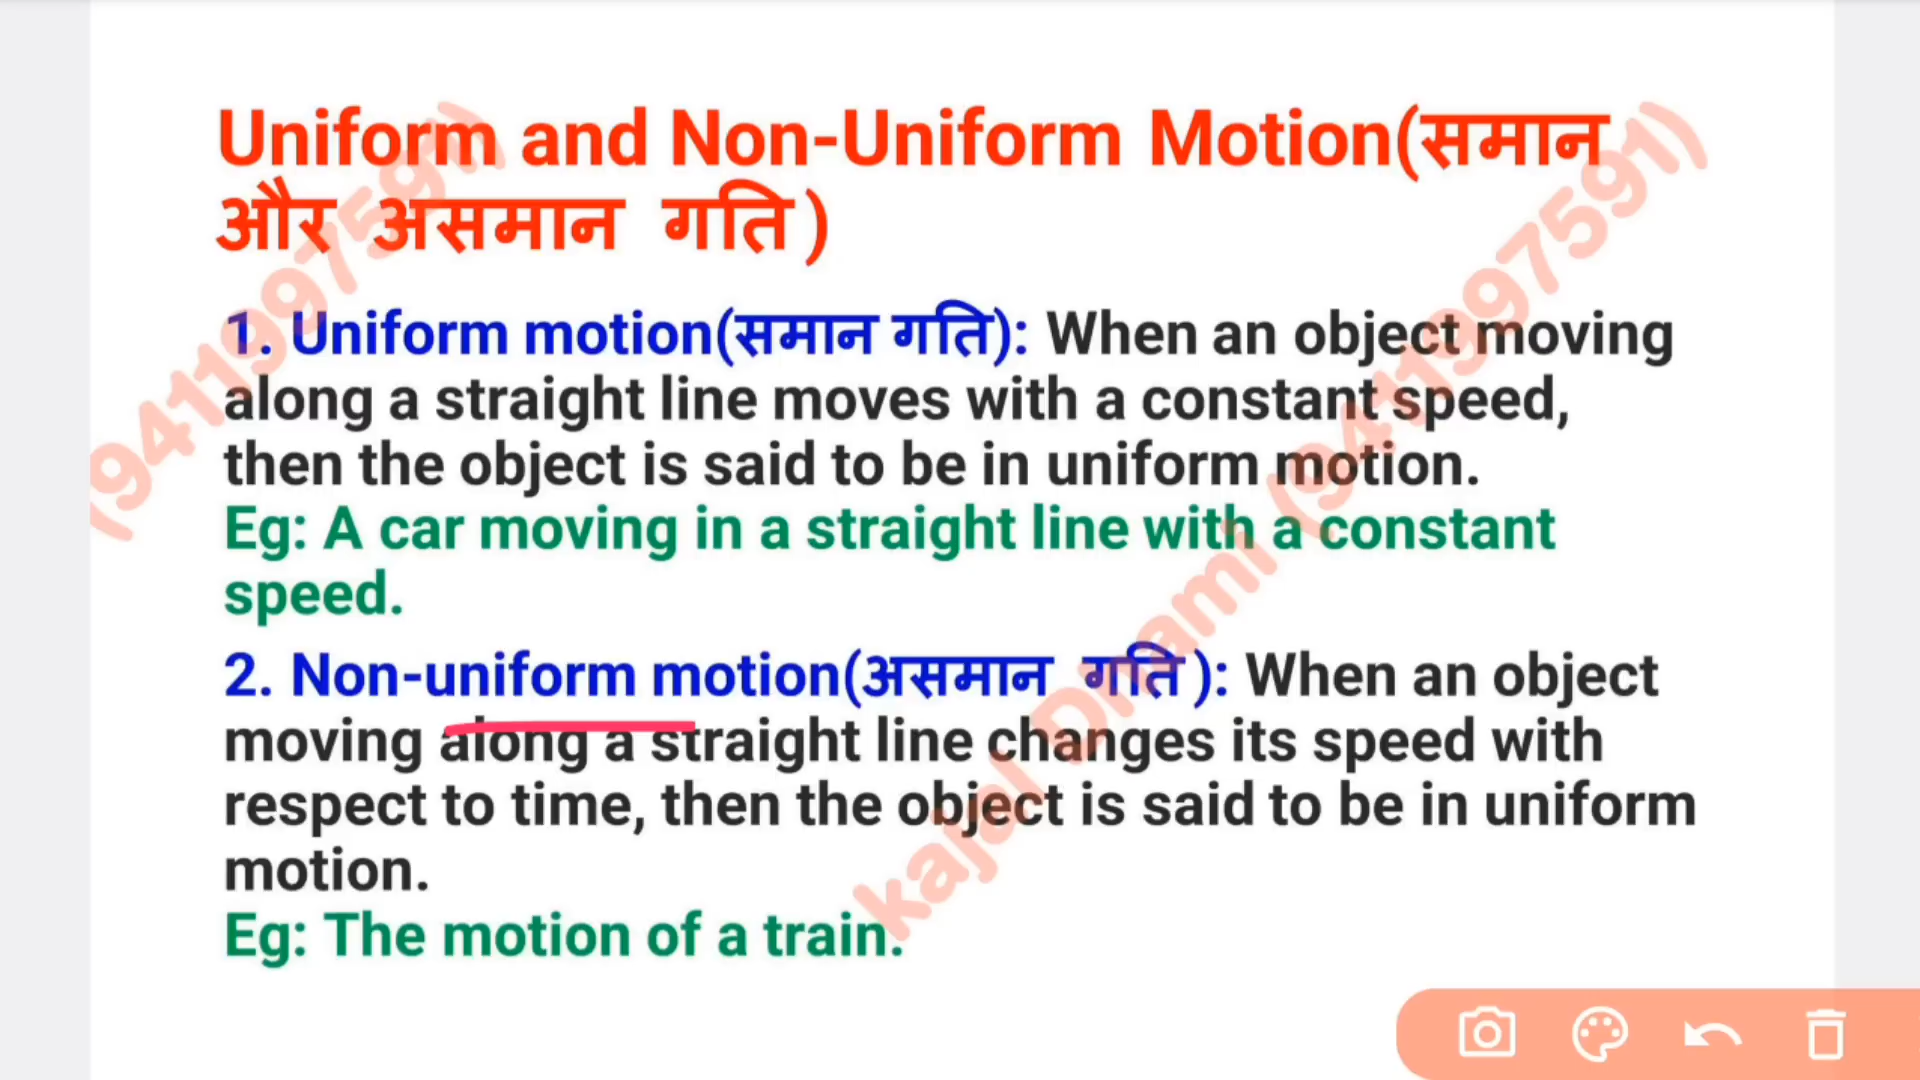 Uniform and Non-Uniform Motion(समान
और असमान गति)
1. Uniform motion(समान गति): When an object moving
along a straight line moves with a constant speed,
then the object is said to be in uniform motion.
Eg: A car moving in a straight line with a constant
speed.
2. Non-uniform motion(असमान गति): When an object
moving along a straight line changes its speed with
respect to time, then the object is said to be in uniform
motion.
Eg: The motion of a train.
kajol Dhami (9411997591)
(9411997591)